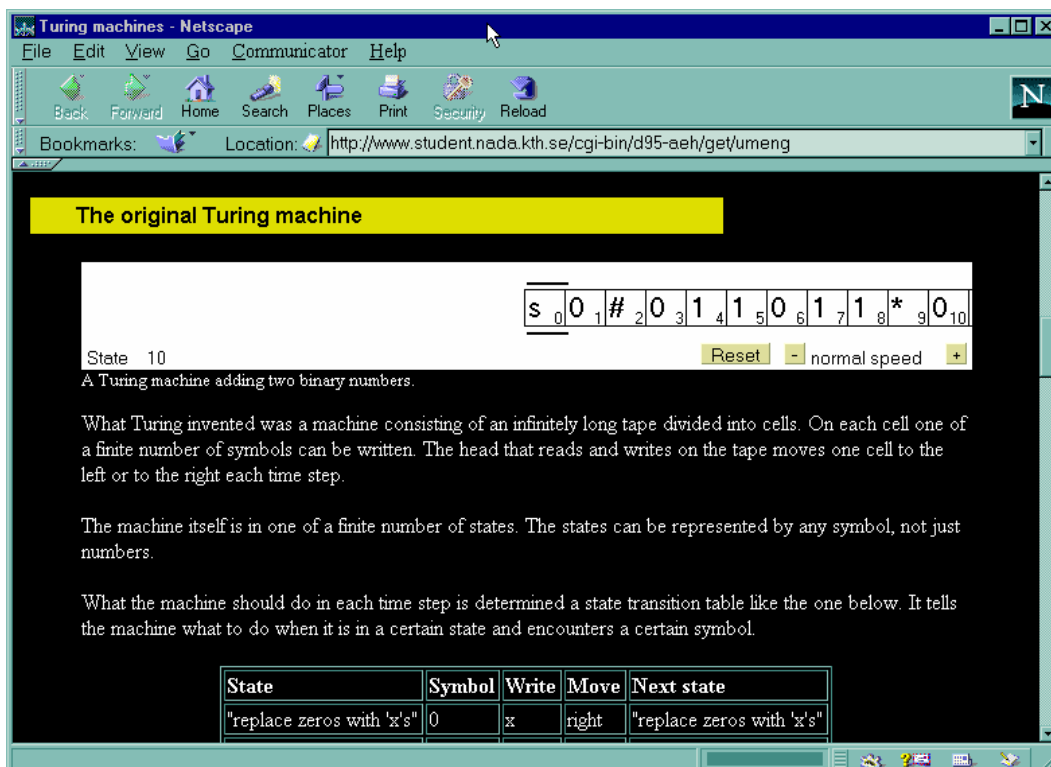 Turing machines - Netscape
File Edit View Go Communicator Help
Back Forward Home Search Places Print Security Reload
N
Bookmarks: Location: http://www.student.nada.kth.se/cgi-bin/d95-aeh/get/umeng
The original Turing machine
s 0 0 1 # 2 0 3 1 4 1 5 0 6 1 7 1 8 * 9 0 10
State 10 Reset - normal speed +
A Turing machine adding two binary numbers.
What Turing invented was a machine consisting of an infinitely long tape divided into cells. On each cell one of
a finite number of symbols can be written. The head that reads and writes on the tape moves one cell to the
left or to the right each time step.
The machine itself is in one of a finite number of states. The states can be represented by any symbol, not just
numbers.
What the machine should do in each time step is determined a state transition table like the one below. It tells
the machine what to do when it is in a certain state and encounters a certain symbol.
State Symbol Write Move Next state
"replace zeros with 'x's" 0 x right "replace zeros with 'x's"